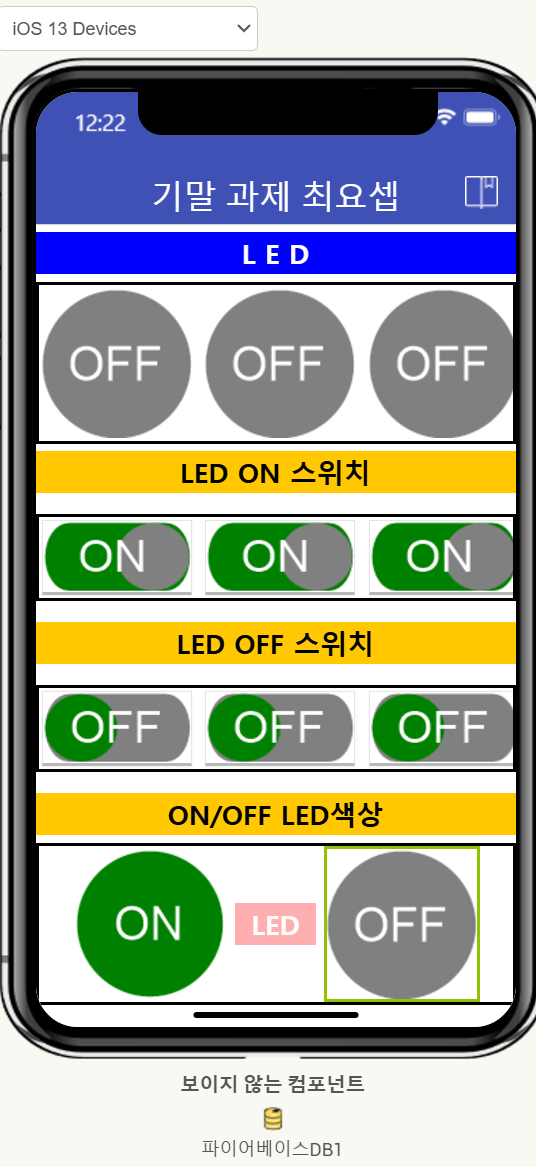 iOS 13 Devices
12:22
기말 과제 최요셉
L E D
OFF OFF OFF
LED ON 스위치
ON ON ON
LED OFF 스위치
OFF OFF OFF
ON/OFF LED색상
ON LED OFF
보이지 않는 컴포넌트
파이어베이스DB1